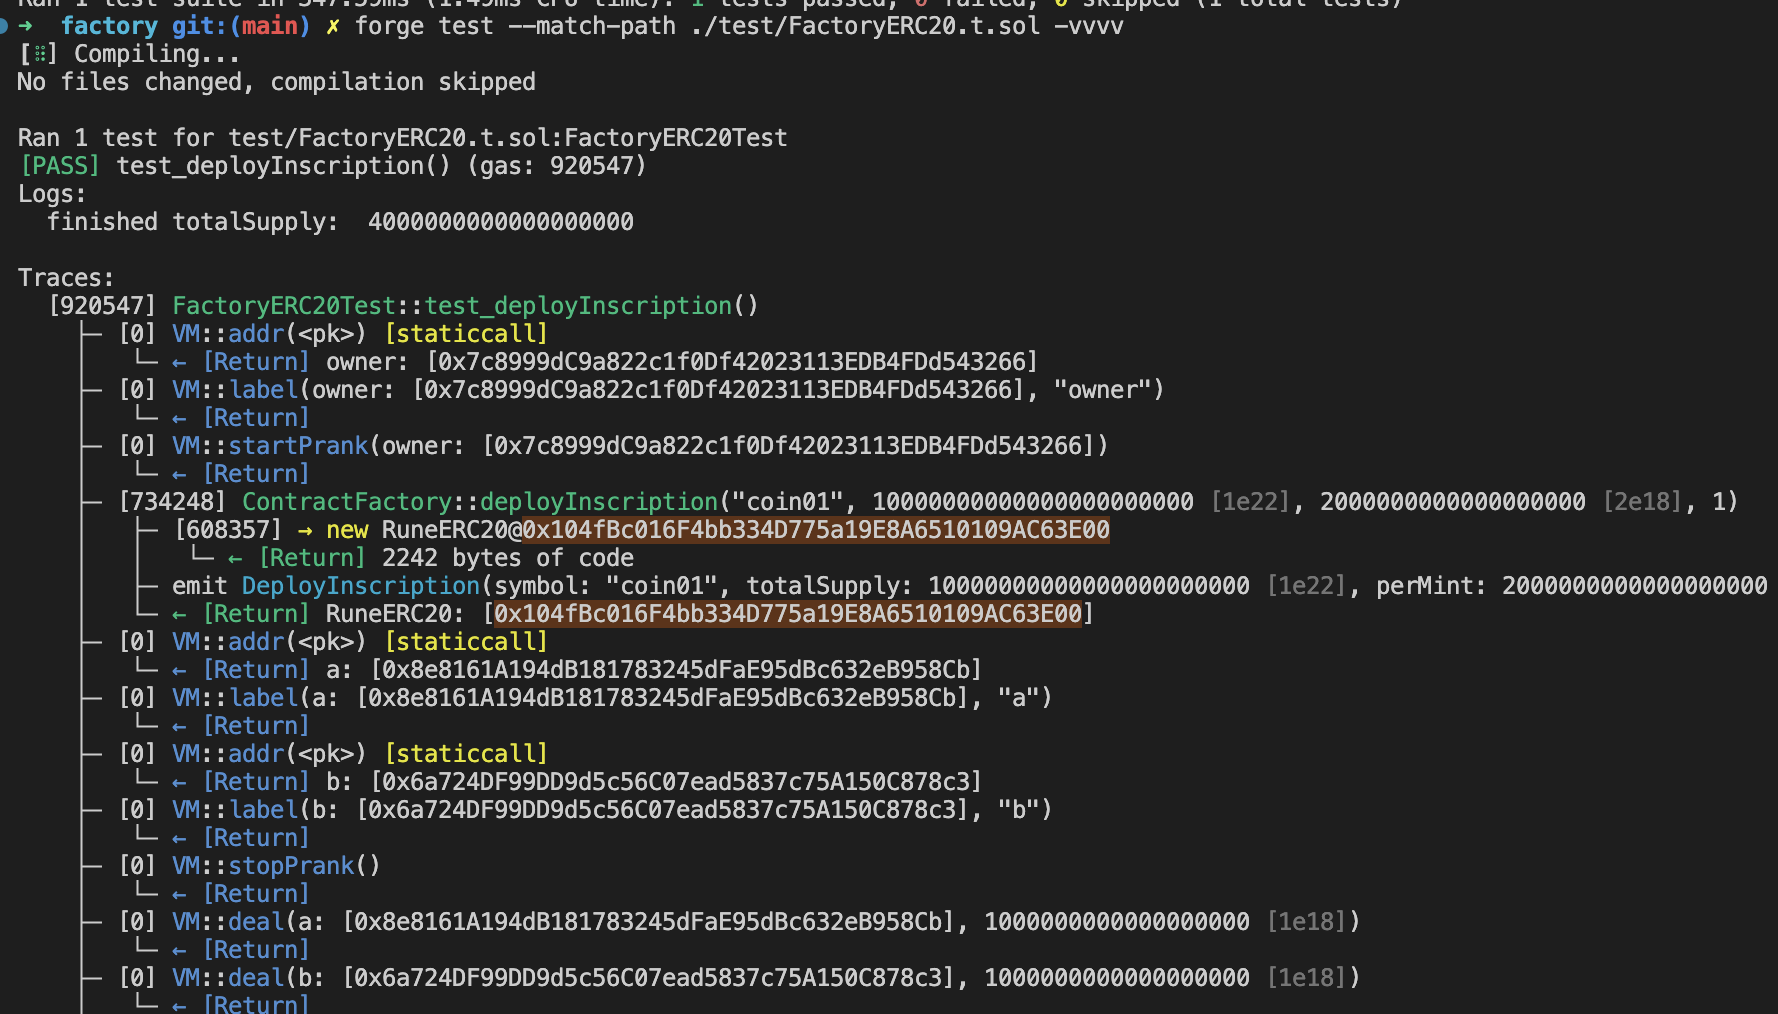 Ran 1 test suite in 547.59ms (1.49ms CPU time): 1 tests passed, 0 failed, 0 skipped (1 total tests)
➜  factory git:(main) ✗ forge test --match-path ./test/FactoryERC20.t.sol -vvvv
[⠿] Compiling...
No files changed, compilation skipped
Ran 1 test for test/FactoryERC20.t.sol:FactoryERC20Test
[PASS] test_deployInscription() (gas: 920547)
Logs:
finished totalSupply:  4000000000000000000
Traces:
[920547] FactoryERC20Test::test_deployInscription()
├─ [0] VM::addr(<pk>) [staticcall]
│   └─ ← [Return] owner: [0x7c8999dC9a822c1f0Df42023113EDB4FDd543266]
├─ [0] VM::label(owner: [0x7c8999dC9a822c1f0Df42023113EDB4FDd543266], "owner")
│   └─ ← [Return]
├─ [0] VM::startPrank(owner: [0x7c8999dC9a822c1f0Df42023113EDB4FDd543266])
│   └─ ← [Return]
├─ [734248] ContractFactory::deployInscription("coin01", 10000000000000000000000 [1e22], 2000000000000000000 [2e18], 1)
│   ├─ [608357] → new RuneERC20@0x104fBc016F4bb334D775a19E8A6510109AC63E00
│   │   └─ ← [Return] 2242 bytes of code
│   ├─ emit DeployInscription(symbol: "coin01", totalSupply: 10000000000000000000000 [1e22], perMint: 2000000000000000000
│   └─ ← [Return] RuneERC20: [0x104fBc016F4bb334D775a19E8A6510109AC63E00]
├─ [0] VM::addr(<pk>) [staticcall]
│   └─ ← [Return] a: [0x8e8161A194dB181783245dFaE95dBc632eB958Cb]
├─ [0] VM::label(a: [0x8e8161A194dB181783245dFaE95dBc632eB958Cb], "a")
│   └─ ← [Return]
├─ [0] VM::addr(<pk>) [staticcall]
│   └─ ← [Return] b: [0x6a724DF99DD9d5c56C07ead5837c75A150C878c3]
├─ [0] VM::label(b: [0x6a724DF99DD9d5c56C07ead5837c75A150C878c3], "b")
│   └─ ← [Return]
├─ [0] VM::stopPrank()
│   └─ ← [Return]
├─ [0] VM::deal(a: [0x8e8161A194dB181783245dFaE95dBc632eB958Cb], 1000000000000000000 [1e18])
│   └─ ← [Return]
├─ [0] VM::deal(b: [0x6a724DF99DD9d5c56C07ead5837c75A150C878c3], 1000000000000000000 [1e18])
│   └─ ← [Return]